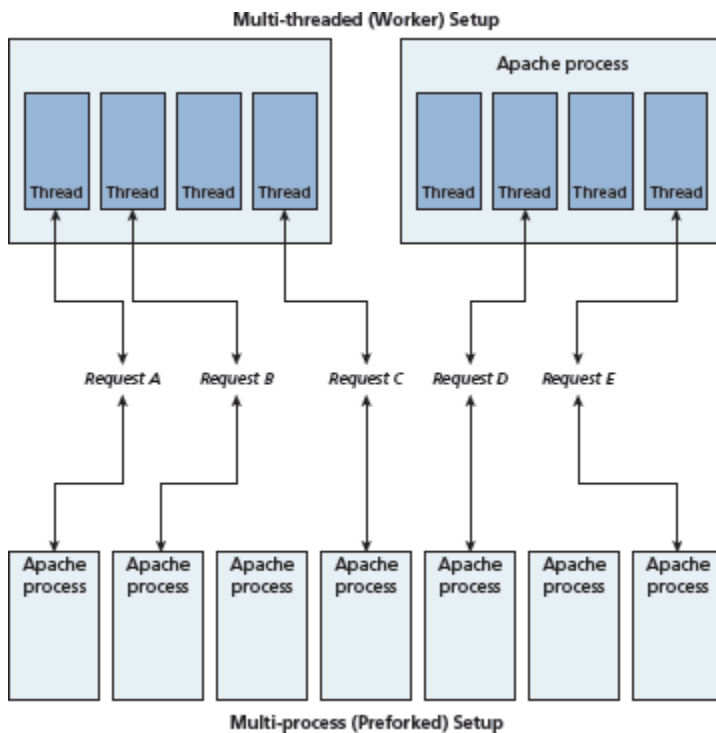 Multi-threaded (Worker) Setup
Apache process
Thread Thread Thread Thread Thread Thread Thread Thread
Request A Request B Request C Request D Request E
Apache Apache Apache Apache Apache Apache Apache
process process process process process process process
Multi-process (Preforked) Setup